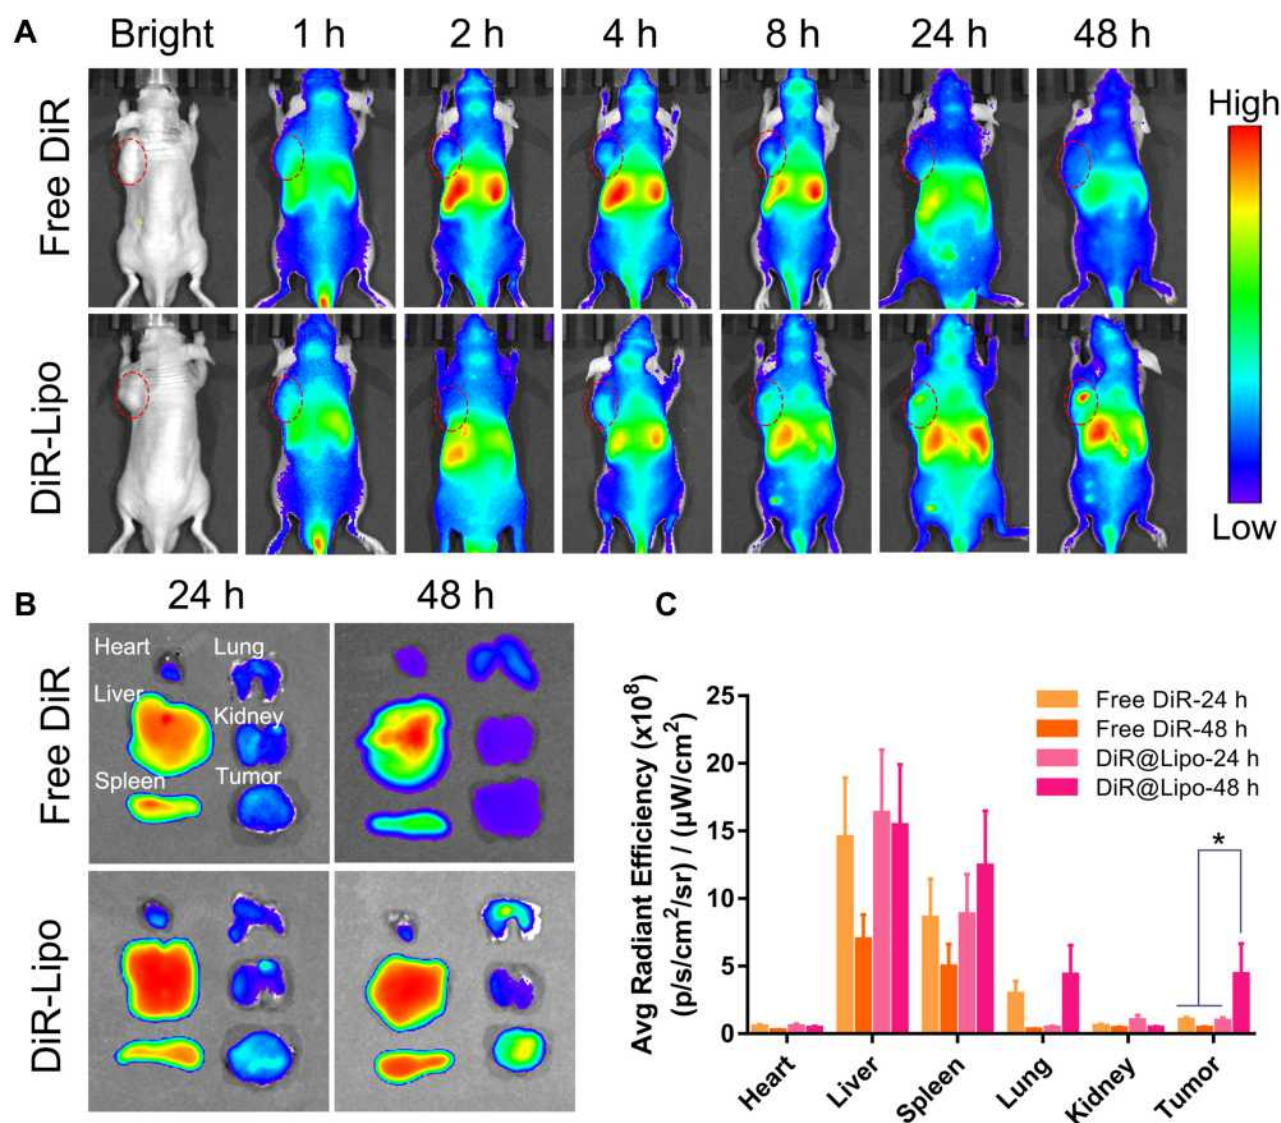 A
Bright 1 h 2 h 4 h 8 h 24 h 48 h
Free DiR
DiR-Lipo
High
Low
B
24 h 48 h
Free DiR
DiR-Lipo
Heart Lung
Liver
Kidney
Spleen Tumor
C
Avg Radiant Efficiency (x10⁸)
(p/s/cm²/sr) / (μW/cm²)
25
20
15
10
5
0
Free DiR-24 h
Free DiR-48 h
DiR@Lipo-24 h
DiR@Lipo-48 h
*
Heart Liver Spleen Lung Kidney Tumor